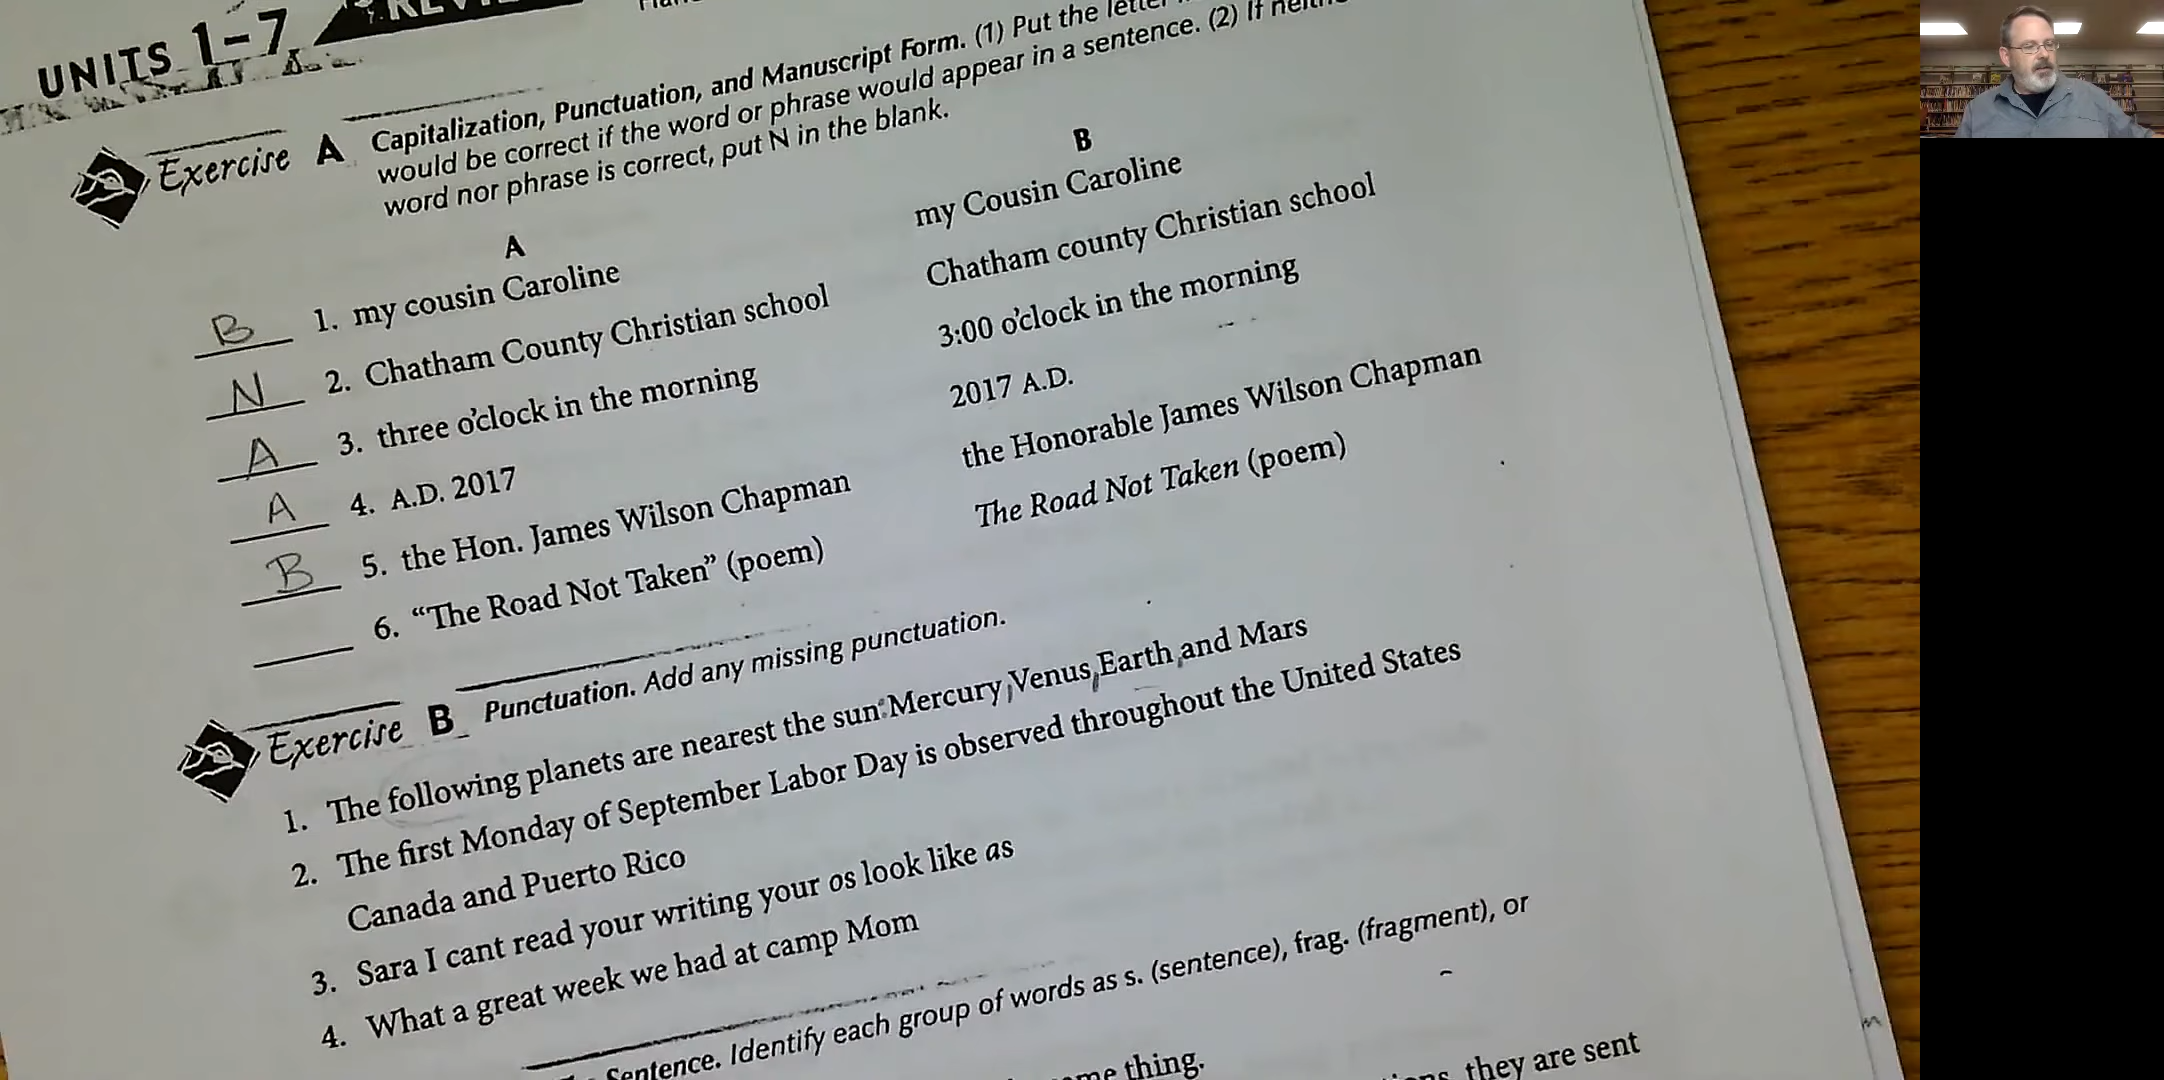 UNITS 1-7
Exercise A Capitalization, Punctuation, and Manuscript Form. (1) Put the
would be correct if the word or phrase would appear in a sentence. (2) If
word nor phrase is correct, put N in the blank.
A
B
B 1. my cousin Caroline
my Cousin Caroline
N 2. Chatham County Christian school
Chatham county Christian school
A 3. three o'clock in the morning
3:00 o'clock in the morning
A 4. A.D. 2017
2017 A.D.
B 5. the Hon. James Wilson Chapman
the Honorable James Wilson Chapman
6. “The Road Not Taken” (poem)
The Road Not Taken (poem)
Exercise B Punctuation. Add any missing punctuation.
1. The following planets are nearest the sun: Mercury, Venus, Earth, and Mars
2. The first Monday of September Labor Day is observed throughout the United States
Canada and Puerto Rico
3. Sara I cant read your writing your os look like as
4. What a great week we had at camp Mom
Sentence. Identify each group of words as s. (sentence), frag. (fragment), or
thing.
they are sent